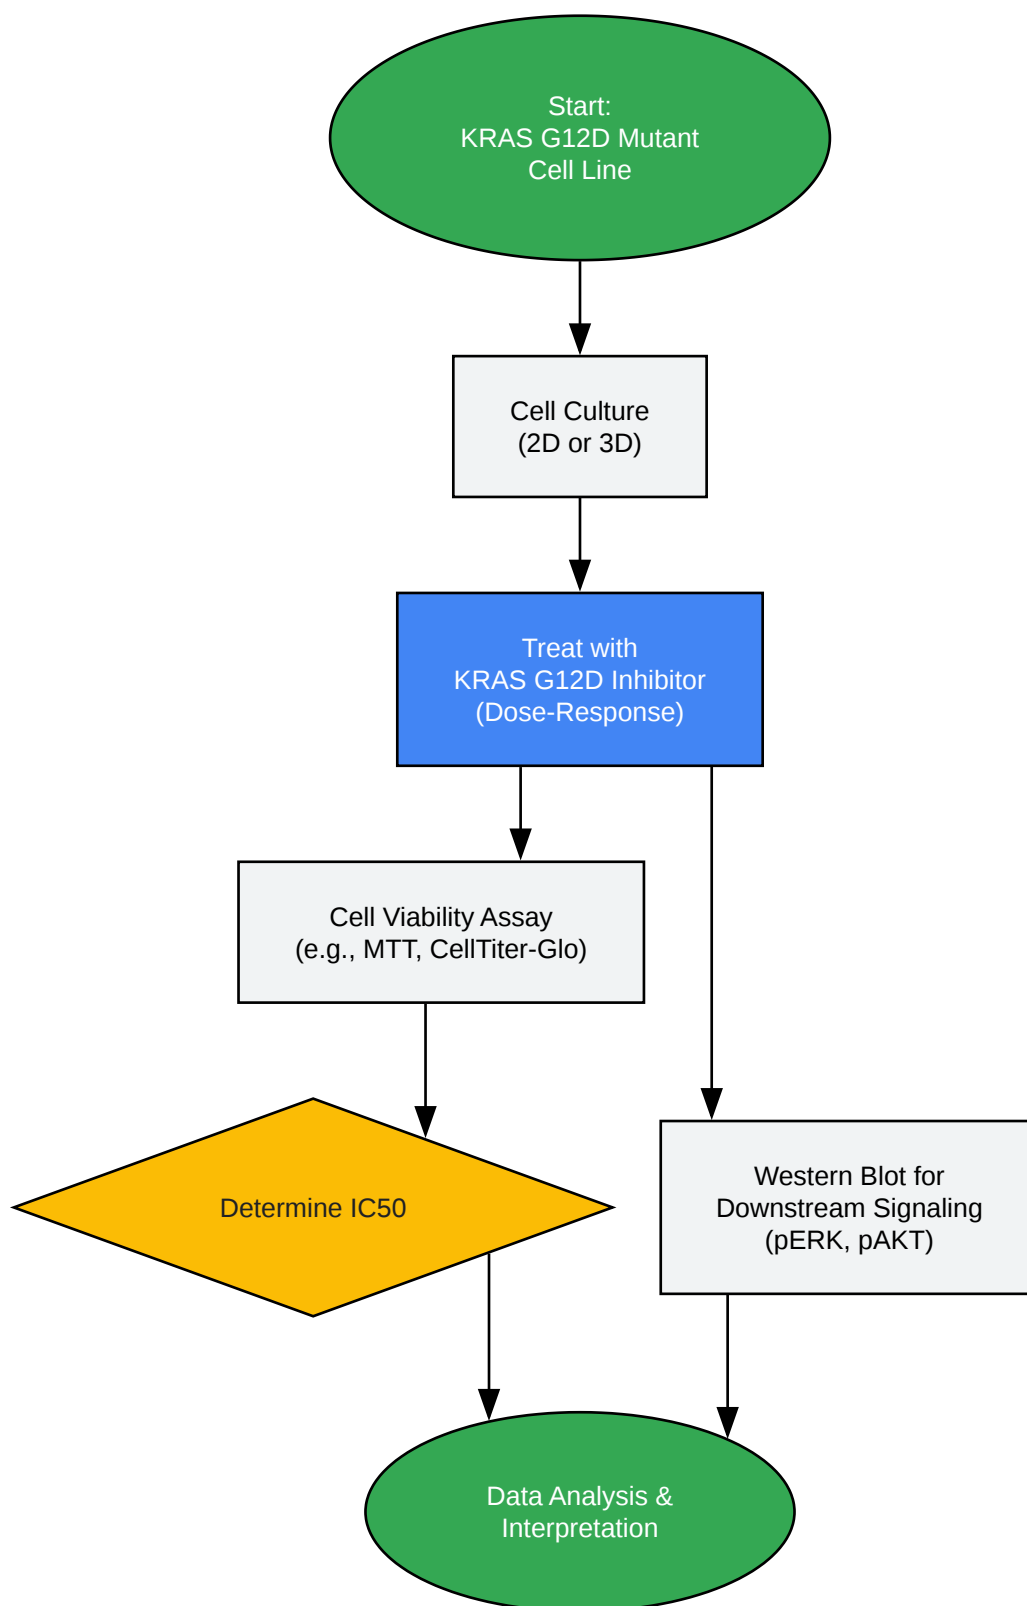 Start:
KRAS G12D Mutant
Cell Line
Cell Culture
(2D or 3D)
Treat with
KRAS G12D Inhibitor
(Dose-Response)
Cell Viability Assay
(e.g., MTT, CellTiter-Glo)
Determine IC50
Western Blot for
Downstream Signaling
(pERK, pAKT)
Data Analysis &
Interpretation